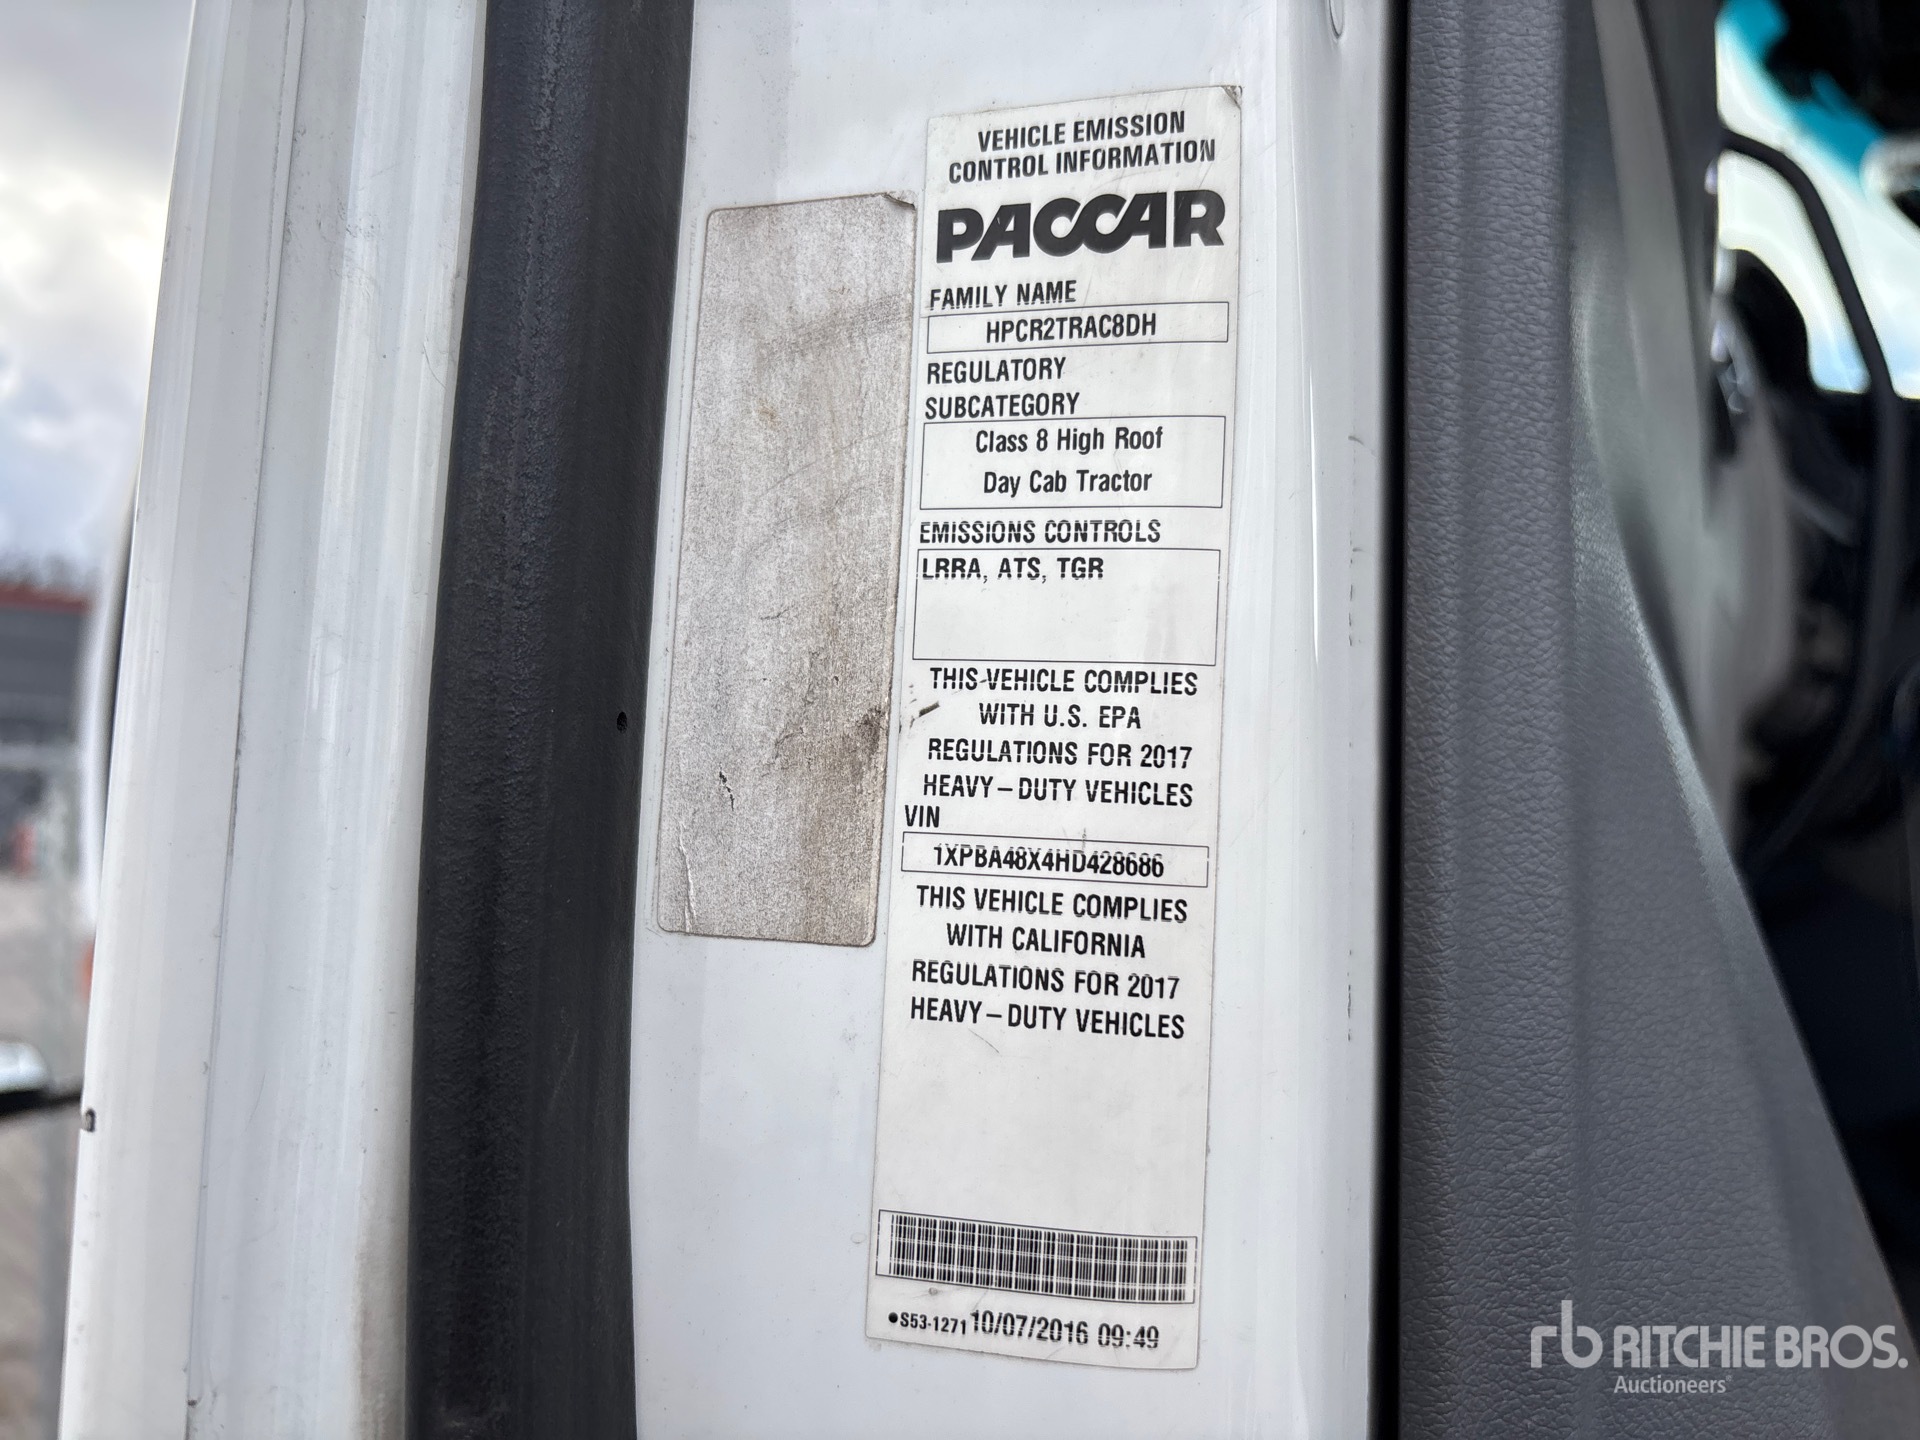 VEHICLE EMISSION
CONTROL INFORMATION
PACCAR
FAMILY NAME
HPCR2TRAC8DH
REGULATORY
SUBCATEGORY
Class 8 High Roof
Day Cab Tractor
EMISSIONS CONTROLS
LRRA, ATS, TGR
THIS VEHICLE COMPLIES
WITH U.S. EPA
REGULATIONS FOR 2017
HEAVY-DUTY VEHICLES
VIN
1XPBA48X4HD428686
THIS VEHICLE COMPLIES
WITH CALIFORNIA
REGULATIONS FOR 2017
HEAVY-DUTY VEHICLES
•S53-1271 10/07/2016 09:49
rb RITCHIE BROS.
Auctioneers